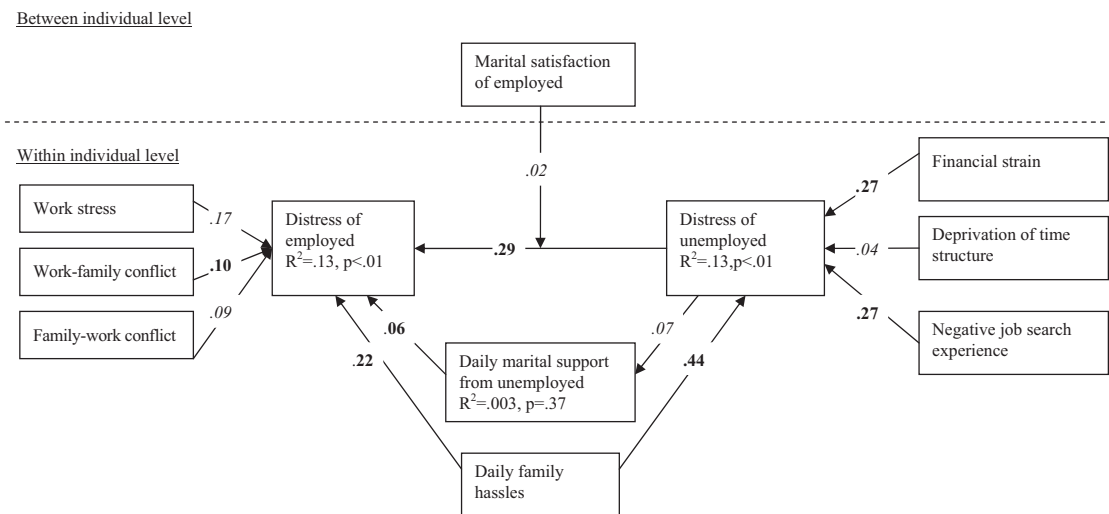 Between individual level
Marital satisfaction
of employed
Within individual level
.02
Work stress
Work-family conflict
Family-work conflict
.17
.10
.09
Distress of
employed
R²=.13, p<.01
.29
Distress of
unemployed
R²=.13,p<.01
.27
.04
.27
Financial strain
Deprivation of time
structure
Negative job search
experience
.06
.07
.22
.44
Daily marital support
from unemployed
R²=.003, p=.37
Daily family
hassles